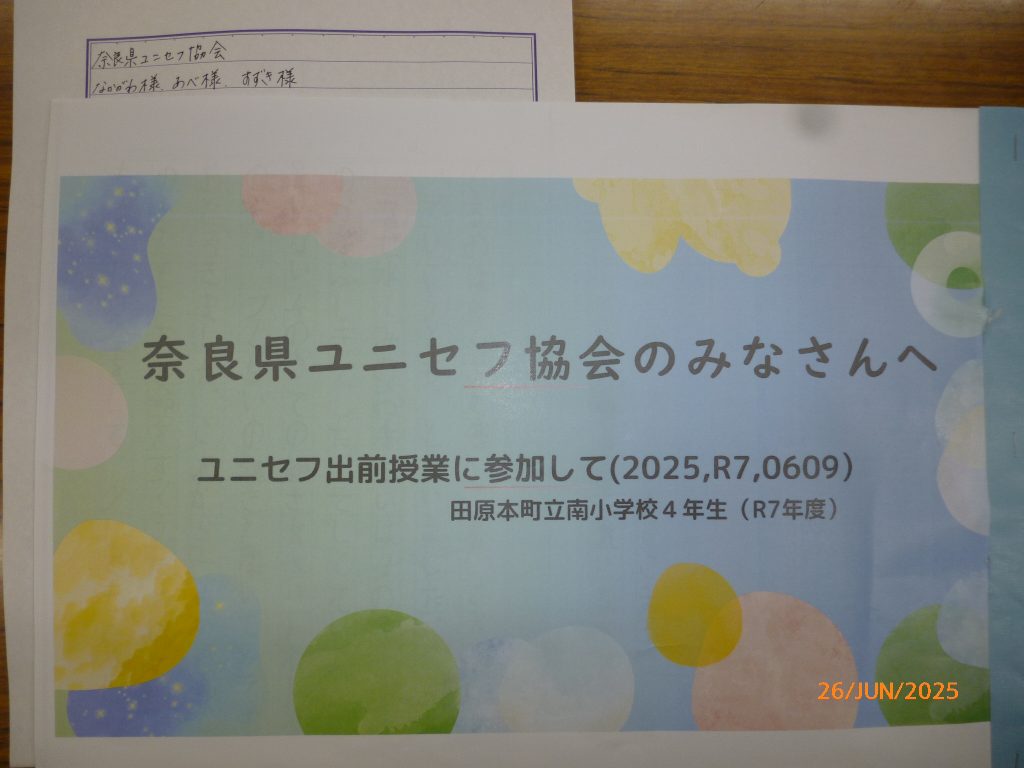 奈良県ユニセフ協会
なかがわ様、あべ様、すずき様
奈良県ユニセフ協会のみなさんへ
ユニセフ出前授業に参加して(2025,R7,0609）
田原本町立南小学校４年生（R7年度）
26/JUN/2025